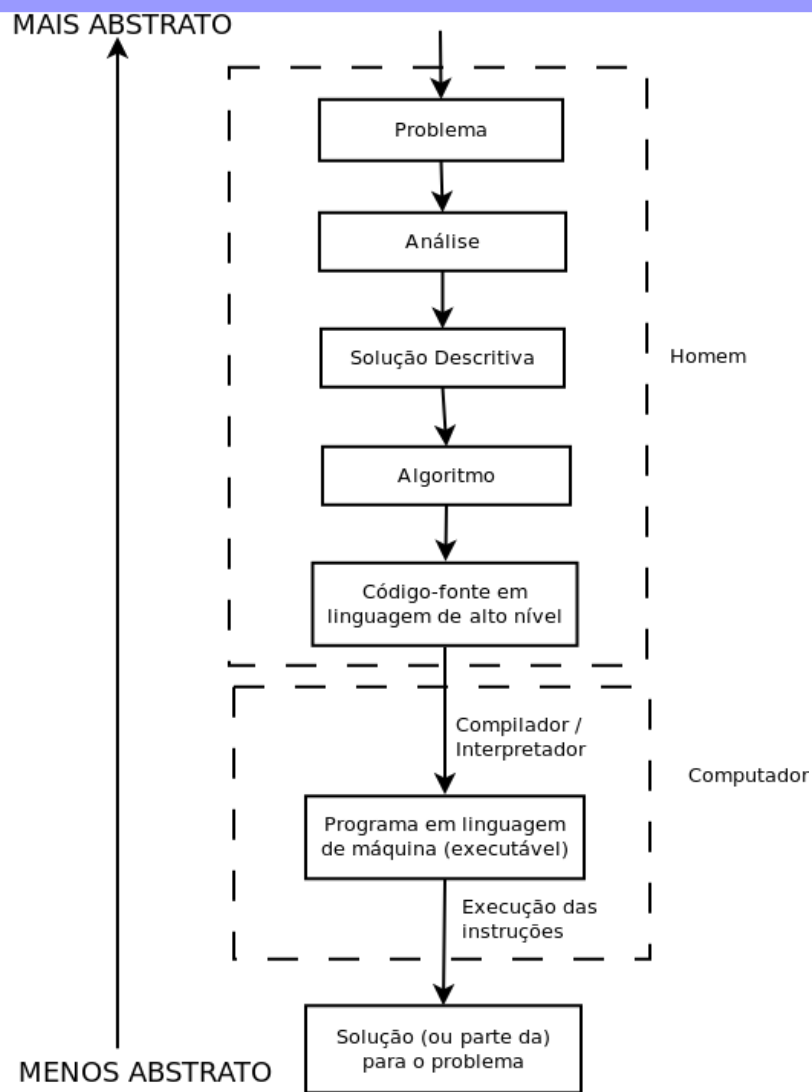 MAIS ABSTRATO
Problema
Análise
Solução Descritiva
Homem
Algoritmo
Código-fonte em
linguagem de alto nível
Compilador /
Interpretador
Computador
Programa em linguagem
de máquina (executável)
Execução das
instruções
Solução (ou parte da)
para o problema
MENOS ABSTRATO